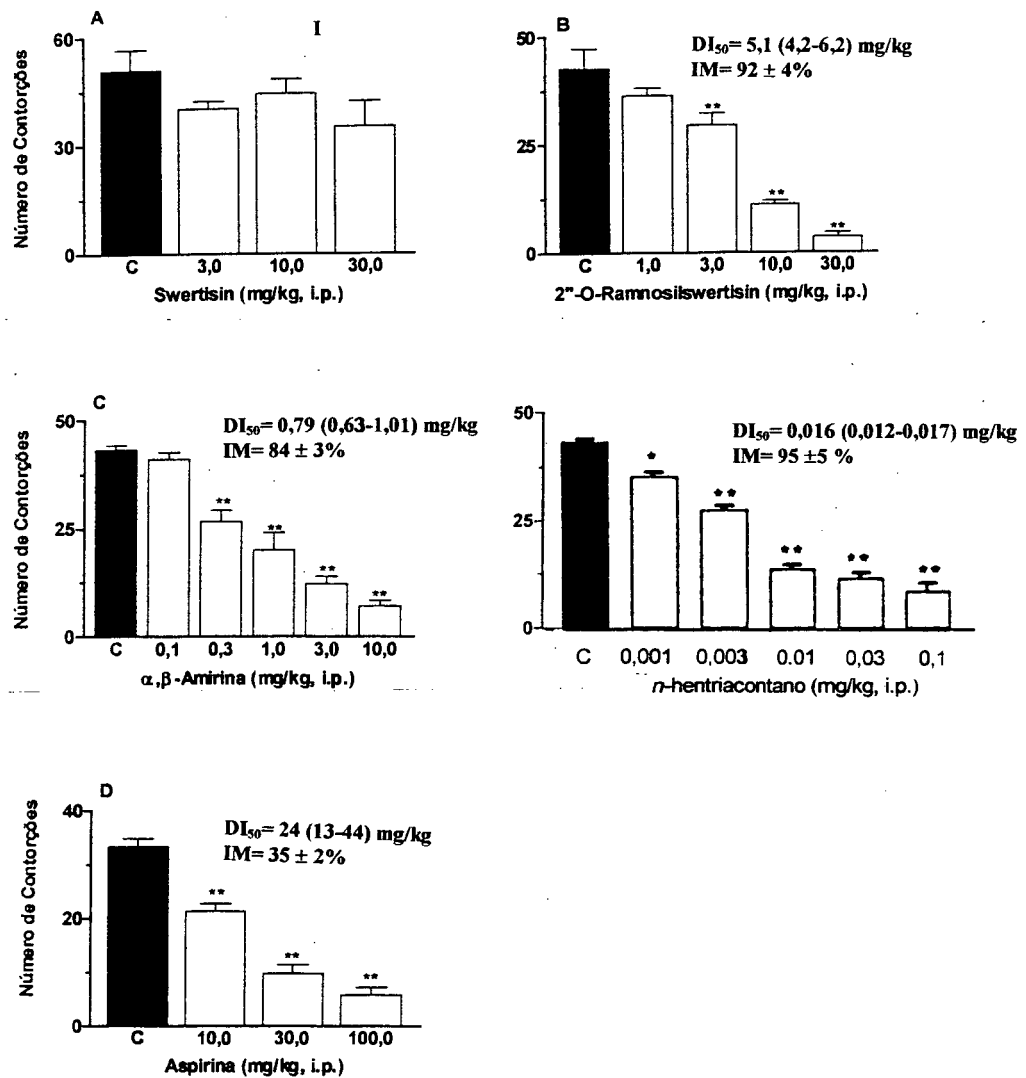 A
I
60
30
0
Número de Contorções
C 3,0 10,0 30,0
Swertisin (mg/kg, i.p.)
B
DI50= 5,1 (4,2-6,2) mg/kg
IM= 92 ± 4%
50
25
0
**
**
**
C 1,0 3,0 10,0 30,0
2"-O-Ramnosilswertisin (mg/kg, i.p.)
C
DI50= 0,79 (0,63-1,01) mg/kg
IM= 84 ± 3%
50
25
0
Número de Contorções
**
**
**
**
C 0,1 0,3 1,0 3,0 10,0
α,β-Amirina (mg/kg, i.p.)
DI50= 0,016 (0,012-0,017) mg/kg
IM= 95 ±5 %
50
25
0
*
**
**
**
**
C 0,001 0,003 0.01 0,03 0,1
n-hentriacontano (mg/kg, i.p.)
D
DI50= 24 (13-44) mg/kg
IM= 35 ± 2%
40
20
0
Número de Contorções
**
**
**
C 10,0 30,0 100,0
Aspirina (mg/kg, i.p.)